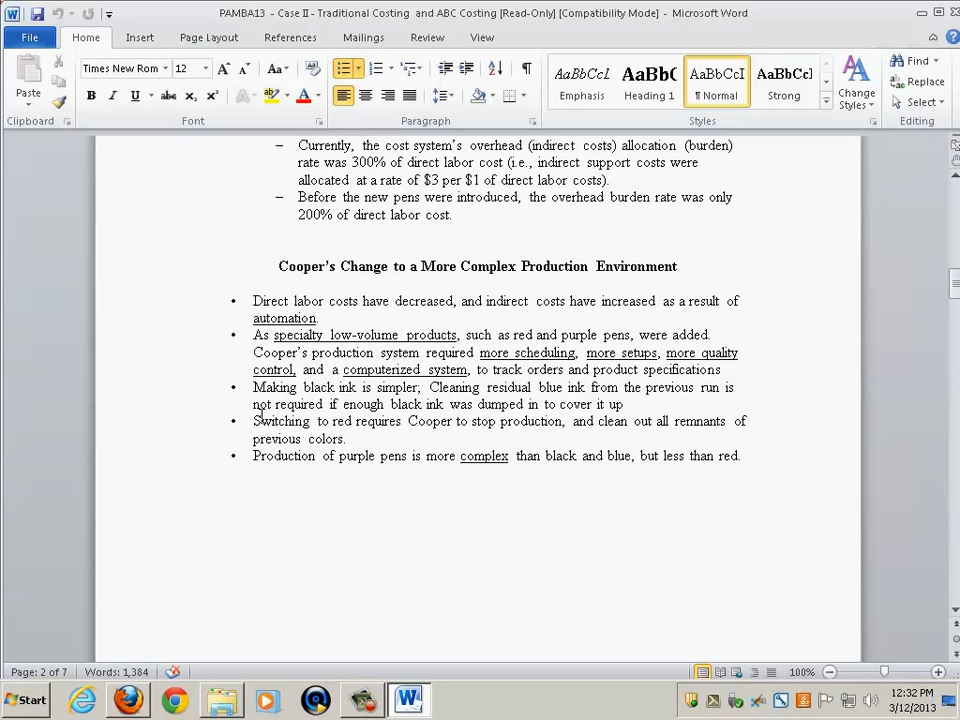 PAMBA13 - Case II - Traditional Costing and ABC Costing [Read-Only] [Compatibility Mode] - Microsoft Word
File Home Insert Page Layout References Mailings Review View
Paste
Times New Rom 12 Aa
B I U abc X₂ X² A ab A
AaBbCcI AaBbC AaBbCcI AaBbCc
Emphasis Heading 1 ¶ Normal Strong
Change Styles
Find
Replace
Select
Clipboard Font Paragraph Styles Editing
– Currently, the cost system's overhead (indirect costs) allocation (burden)
rate was 300% of direct labor cost (i.e., indirect support costs were
allocated at a rate of $3 per $1 of direct labor costs).
– Before the new pens were introduced, the overhead burden rate was only
200% of direct labor cost.
Cooper's Change to a More Complex Production Environment
• Direct labor costs have decreased, and indirect costs have increased as a result of
automation.
• As specialty low-volume products, such as red and purple pens, were added.
Cooper's production system required more scheduling, more setups, more quality
control, and a computerized system, to track orders and product specifications
• Making black ink is simpler; Cleaning residual blue ink from the previous run is
not required if enough black ink was dumped in to cover it up
• Switching to red requires Cooper to stop production, and clean out all remnants of
previous colors.
• Production of purple pens is more complex than black and blue, but less than red.
Page: 2 of 7 Words: 1,384 100%
Start
12:32 PM
3/12/2013